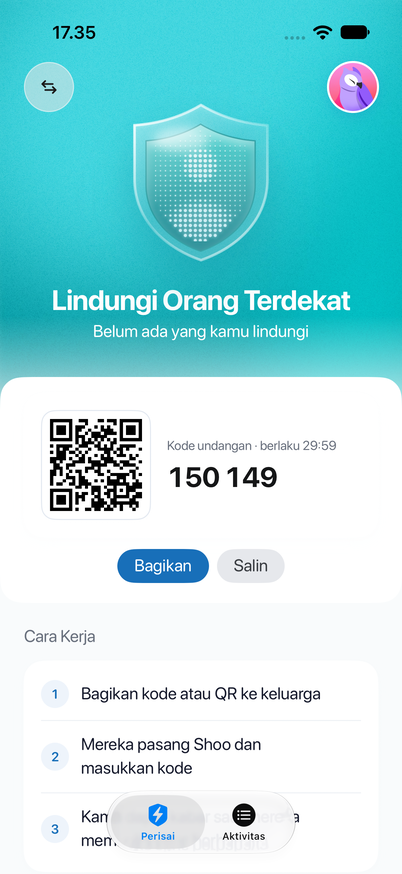 17.35
Lindungi Orang Terdekat
Belum ada yang kamu lindungi
Kode undangan · berlaku 29:59
150 149
Bagikan
Salin
Cara Kerja
1
Bagikan kode atau QR ke keluarga
2
Mereka pasang Shoo dan
masukkan kode
3
Perisai
Aktivitas